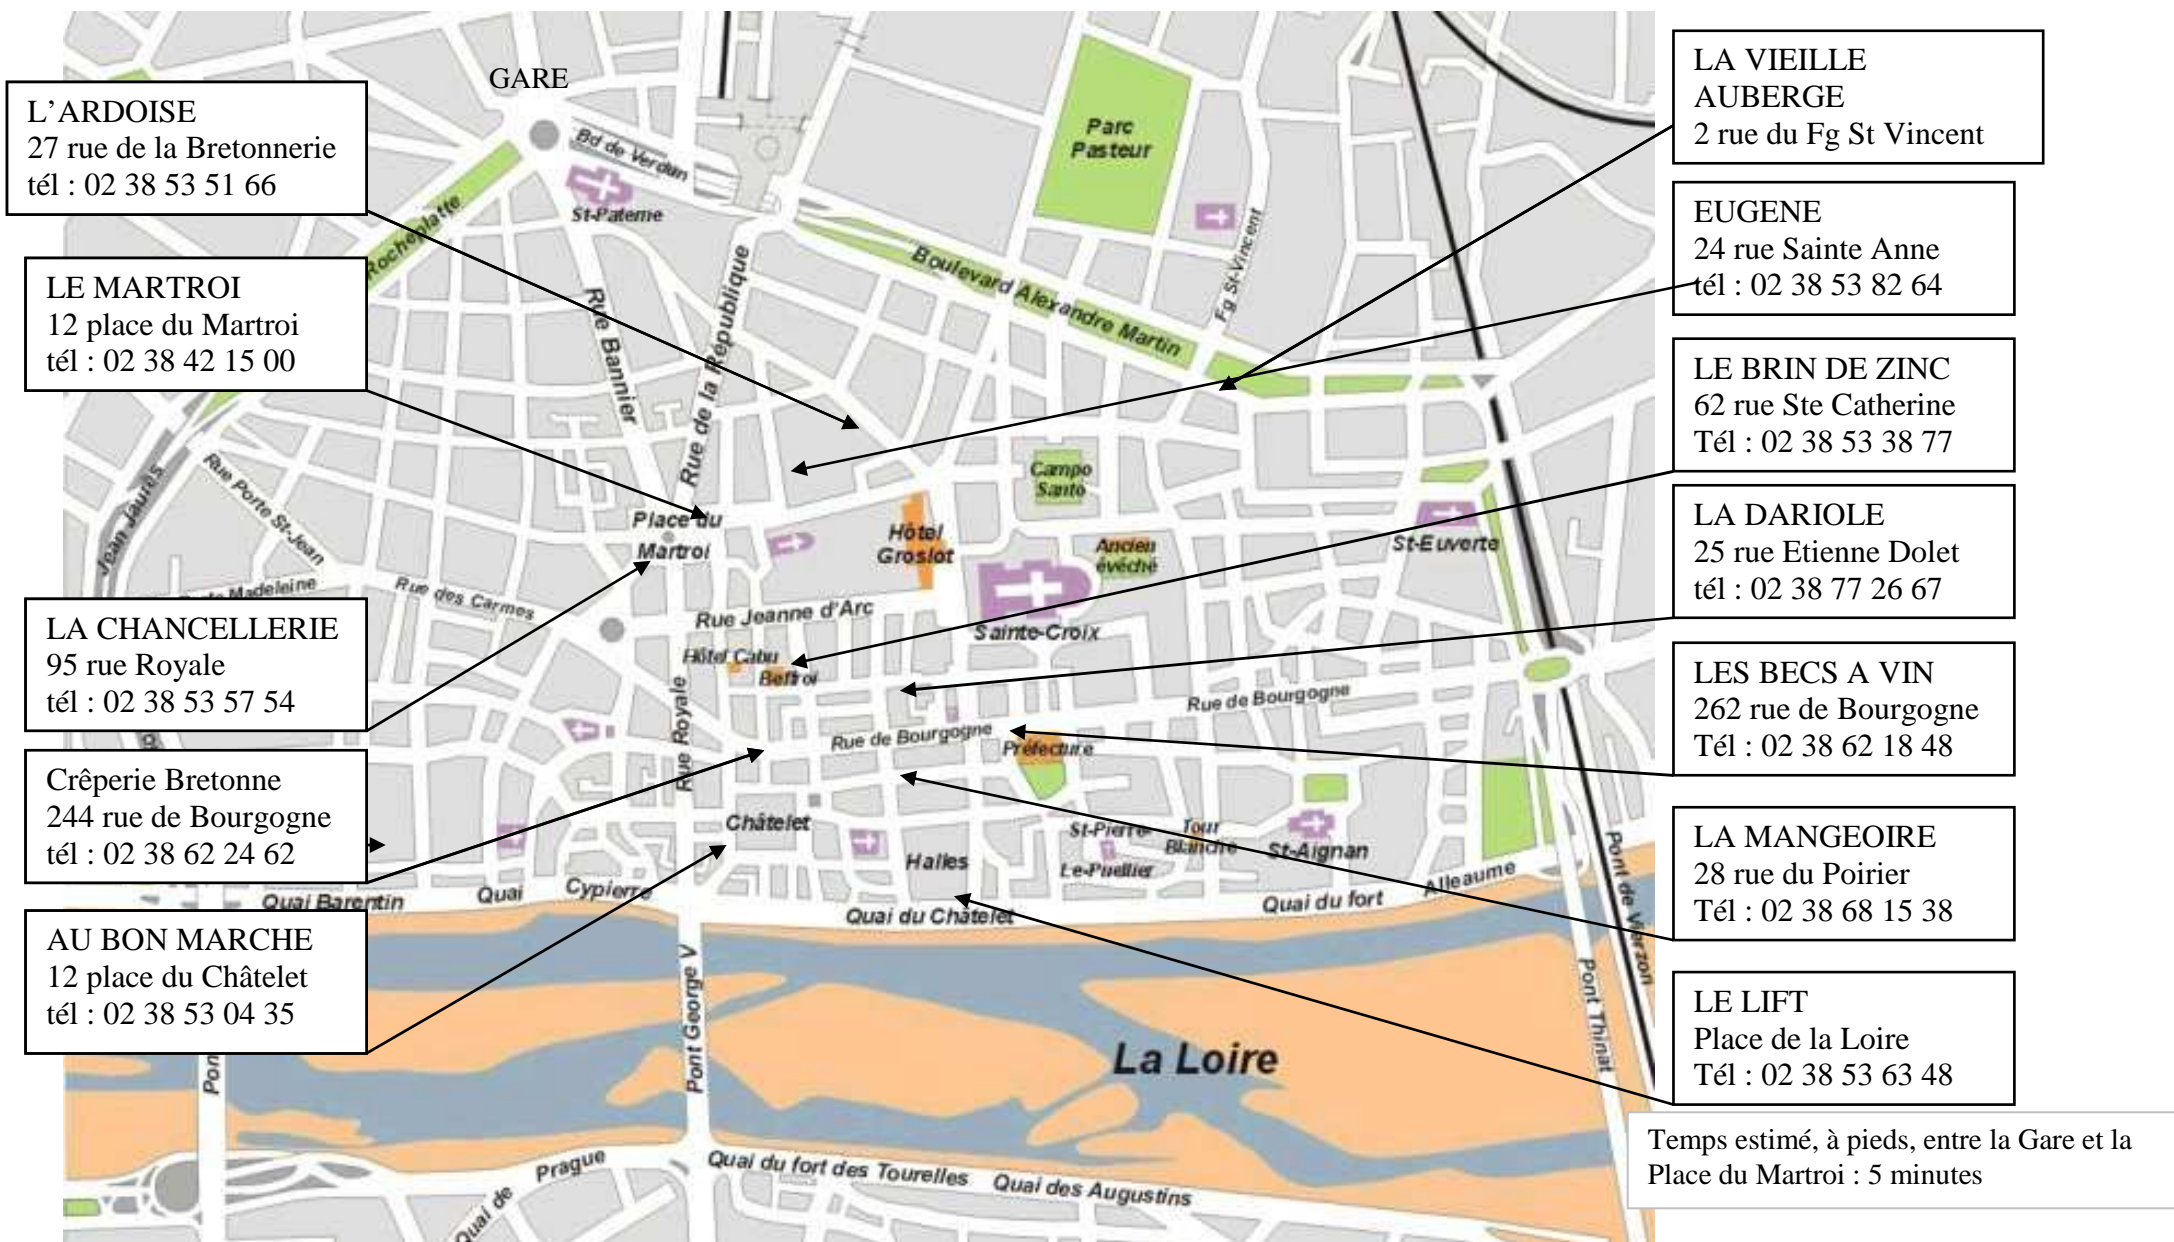 GARE
L'ARDOISE
27 rue de la Bretonnerie
tél : 02 38 53 51 66
LE MARTROI
12 place du Martroi
tél : 02 38 42 15 00
LA CHANCELLERIE
95 rue Royale
tél : 02 38 53 57 54
Crêperie Bretonne
244 rue de Bourgogne
tél : 02 38 62 24 62
AU BON MARCHE
12 place du Châtelet
tél : 02 38 53 04 35
LA VIEILLE
AUBERGE
2 rue du Fg St Vincent
EUGENE
24 rue Sainte Anne
tél : 02 38 53 82 64
LE BRIN DE ZINC
62 rue Ste Catherine
Tél : 02 38 53 38 77
LA DARIOLE
25 rue Etienne Dolet
tél : 02 38 77 26 67
LES BECS A VIN
262 rue de Bourgogne
Tél : 02 38 62 18 48
LA MANGEOIRE
28 rue du Poirier
Tél : 02 38 68 15 38
LE LIFT
Place de la Loire
Tél : 02 38 53 63 48
Temps estimé, à pieds, entre la Gare et la
Place du Martroi : 5 minutes
Bd de Verdun
St-Paterne
Rocheplatte
Rue Bannier
Rue de la République
Parc
Pasteur
Boulevard Alexandre Martin
Fg St-Vincent
Jean Jaurès
Rue Porte St-Jean
Madeleine
Rue des Carmes
Place du
Martroi
Hôtel
Groslot
Campo
Santo
Ancien
évêché
St-Euverte
Sainte-Croix
Rue Jeanne d'Arc
Hôtel Cabu
Beffroi
Rue Royale
Rue de Bourgogne
Rue de Bourgogne
Préfecture
Châtelet
Halles
St-Pierre-
Le-Puellier
Tour
Blanche
St-Aignan
Quai Barentin
Quai Cypierre
Quai du Châtelet
Quai du fort Alleaume
Pont de Vierzon
Pont Thinat
Pont George V
Pon
La Loire
Quai de Prague
Quai du fort des Tourelles
Quai des Augustins